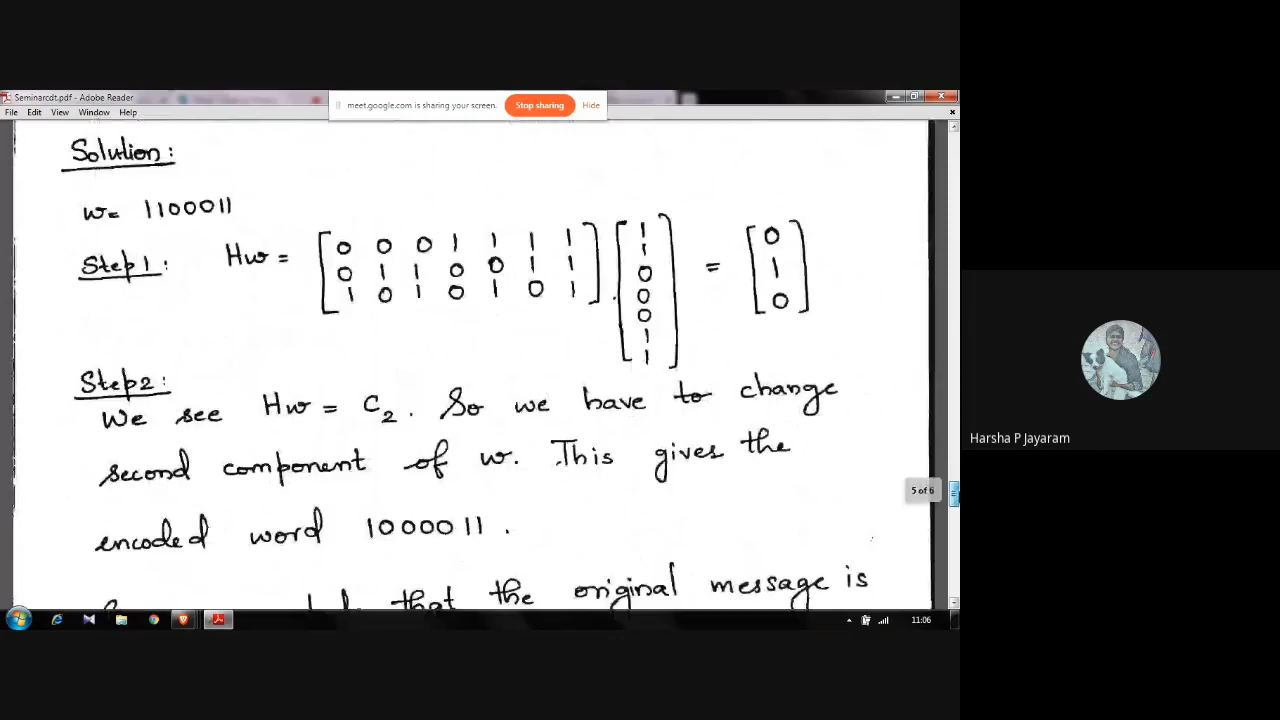 Seminarcdt.pdf - Adobe Reader
meet.google.com is sharing your screen. Stop sharing Hide
File Edit View Window Help
Solution:
w= 1100011
Step1: Hw = [ 0 0 0 1 1 1 1 ] . [ 1 1 0 0 0 1 1 ] = [ 0 1 0 ]
0 1 1 0 0 1 1
1 0 1 0 1 0 1
Step2:
We see Hw = C2. So we have to change
second component of w. This gives the
encoded word 1000011.
that the original message is
5 of 6
11:06
Harsha P Jayaram